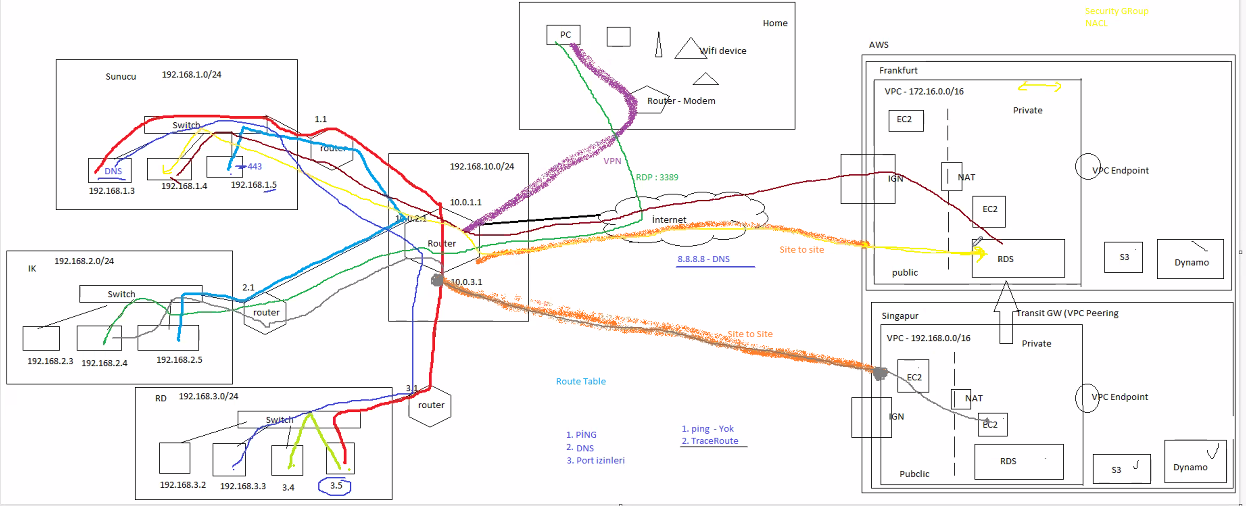 Security GRoup
NACL
Home
PC
Wifi device
Router - Modem
VPN
RDP : 3389
AWS
Frankfurt
VPC - 172.16.0.0/16
Private
EC2
VPC Endpoint
IGN
NAT
EC2
RDS
S3
Dynamo
public
Sunucu
192.168.1.0/24
Switch
1.1
router
DNS
443
192.168.1.3
192.168.1.4
192.168.1.5
192.168.10.0/24
10.0.1.1
10.0.2.1
Router
10.0.3.1
internet
8.8.8.8 - DNS
Site to site
IK
192.168.2.0/24
Switch
2.1
router
192.168.2.3
192.168.2.4
192.168.2.5
Site to Site
Route Table
Transit GW (VPC Peering
Singapur
VPC - 192.168.0.0/16
Private
EC2
NAT
VPC Endpoint
IGN
EC2
RDS
S3
Dynamo
Pubclic
RD
192.168.3.0/24
Switch
3.1
router
192.168.3.2
192.168.3.3
3.4
3.5
1. PİNG
2. DNS
3. Port izinleri
1. ping - Yok
2. TraceRoute